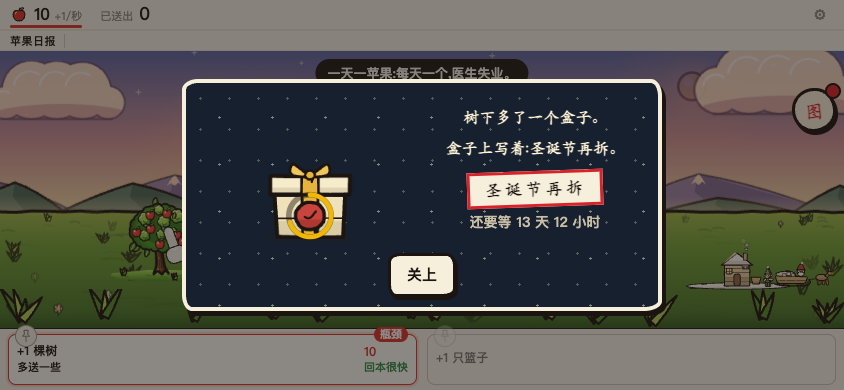 10 +1/秒 已送出 0
苹果日报
一天一苹果:每天一个,医生失业。
图
树下多了一个盒子。
盒子上写着:圣诞节再拆。
圣诞节再拆
还要等 13 天 12 小时
关上
瓶颈
+1 棵树 10
多送一些 回本很快
+1 只篮子